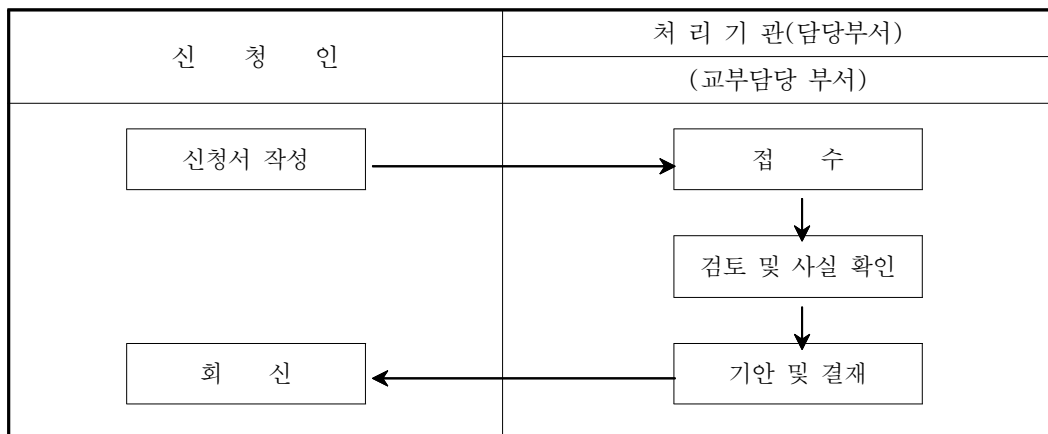 신 청 인
처 리 기 관(담당부서)
(교부담당 부서)
신청서 작성
접 수
검토 및 사실 확인
기안 및 결재
회 신